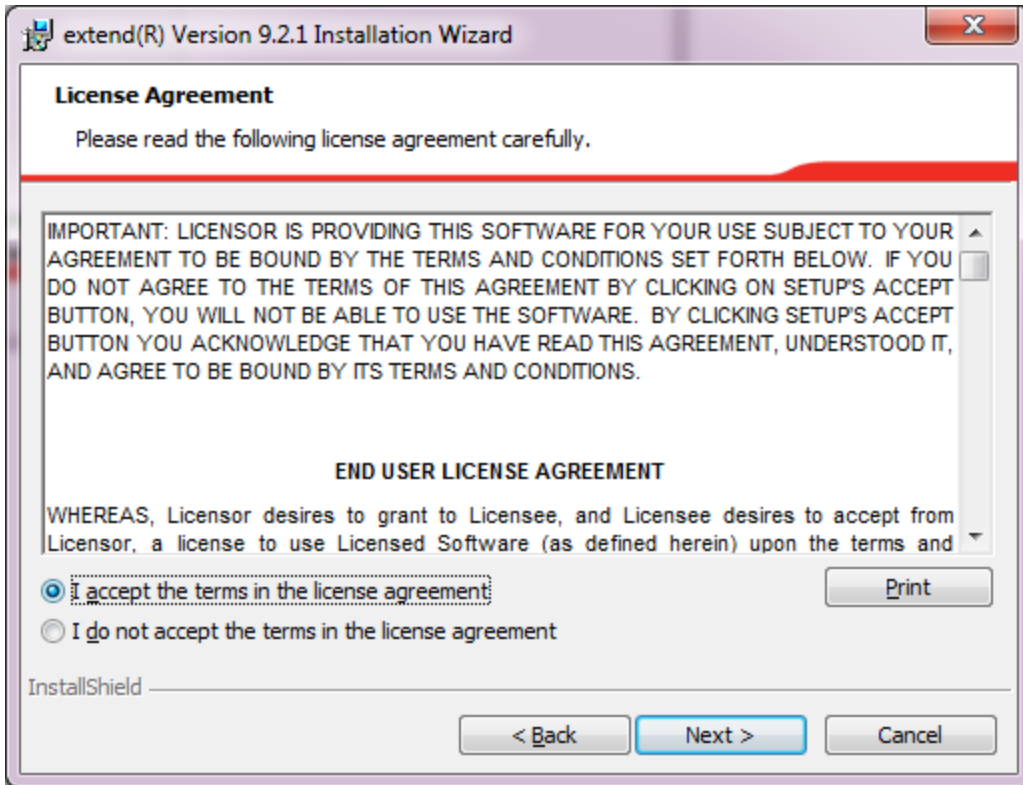 extend(R) Version 9.2.1 Installation Wizard
License Agreement
Please read the following license agreement carefully.
IMPORTANT: LICENSOR IS PROVIDING THIS SOFTWARE FOR YOUR USE SUBJECT TO YOUR
AGREEMENT TO BE BOUND BY THE TERMS AND CONDITIONS SET FORTH BELOW. IF YOU
DO NOT AGREE TO THE TERMS OF THIS AGREEMENT BY CLICKING ON SETUP'S ACCEPT
BUTTON, YOU WILL NOT BE ABLE TO USE THE SOFTWARE. BY CLICKING SETUP'S ACCEPT
BUTTON YOU ACKNOWLEDGE THAT YOU HAVE READ THIS AGREEMENT, UNDERSTOOD IT,
AND AGREE TO BE BOUND BY ITS TERMS AND CONDITIONS.
END USER LICENSE AGREEMENT
WHEREAS, Licensor desires to grant to Licensee, and Licensee desires to accept from
Licensor, a license to use Licensed Software (as defined herein) upon the terms and
I accept the terms in the license agreement
Print
I do not accept the terms in the license agreement
InstallShield
< Back
Next >
Cancel